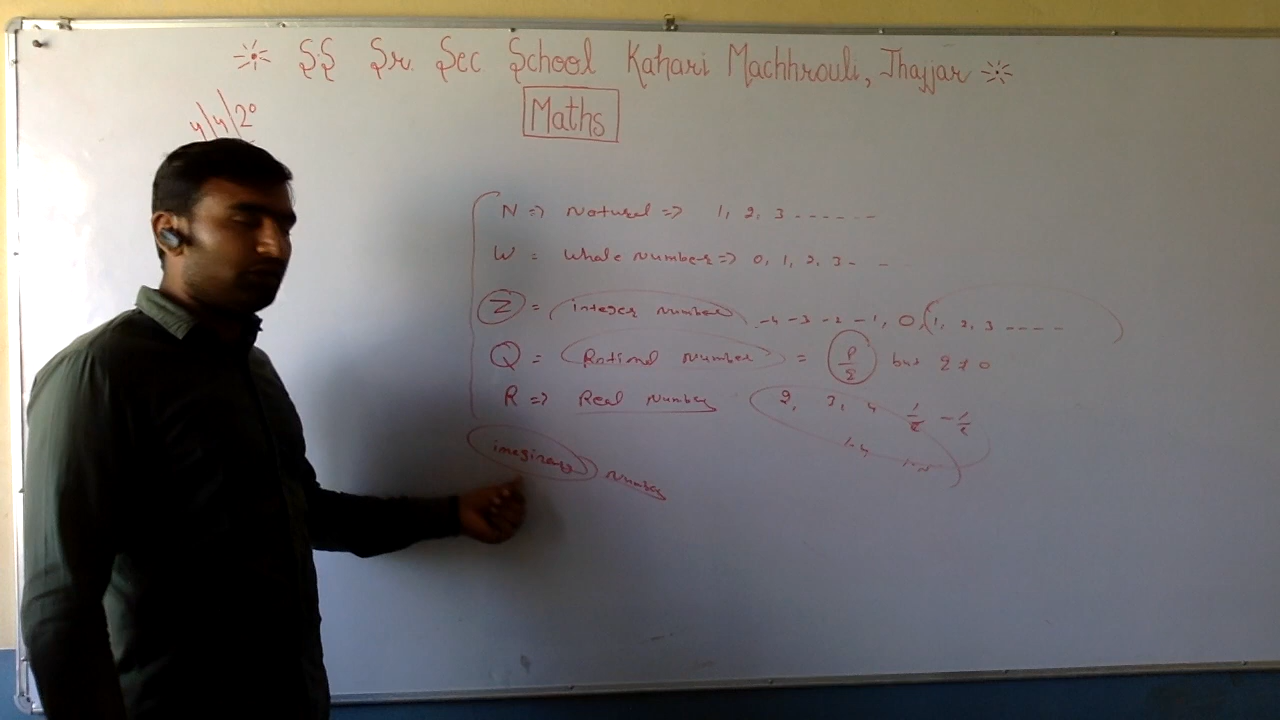 SS Sr. Sec School Kahari Machhrouli, Jhajjar
4/4/20
Maths
N => Natural => 1, 2, 3 ------
W = Whole Number => 0, 1, 2, 3 - -
Z = integer number -4 -3 -2 -1, 0, 1, 2, 3 ----
Q = Rational Number = P/q but q ≠ 0
R => Real Number 2, 3, 4 1/2 -1/2
imaginary Number